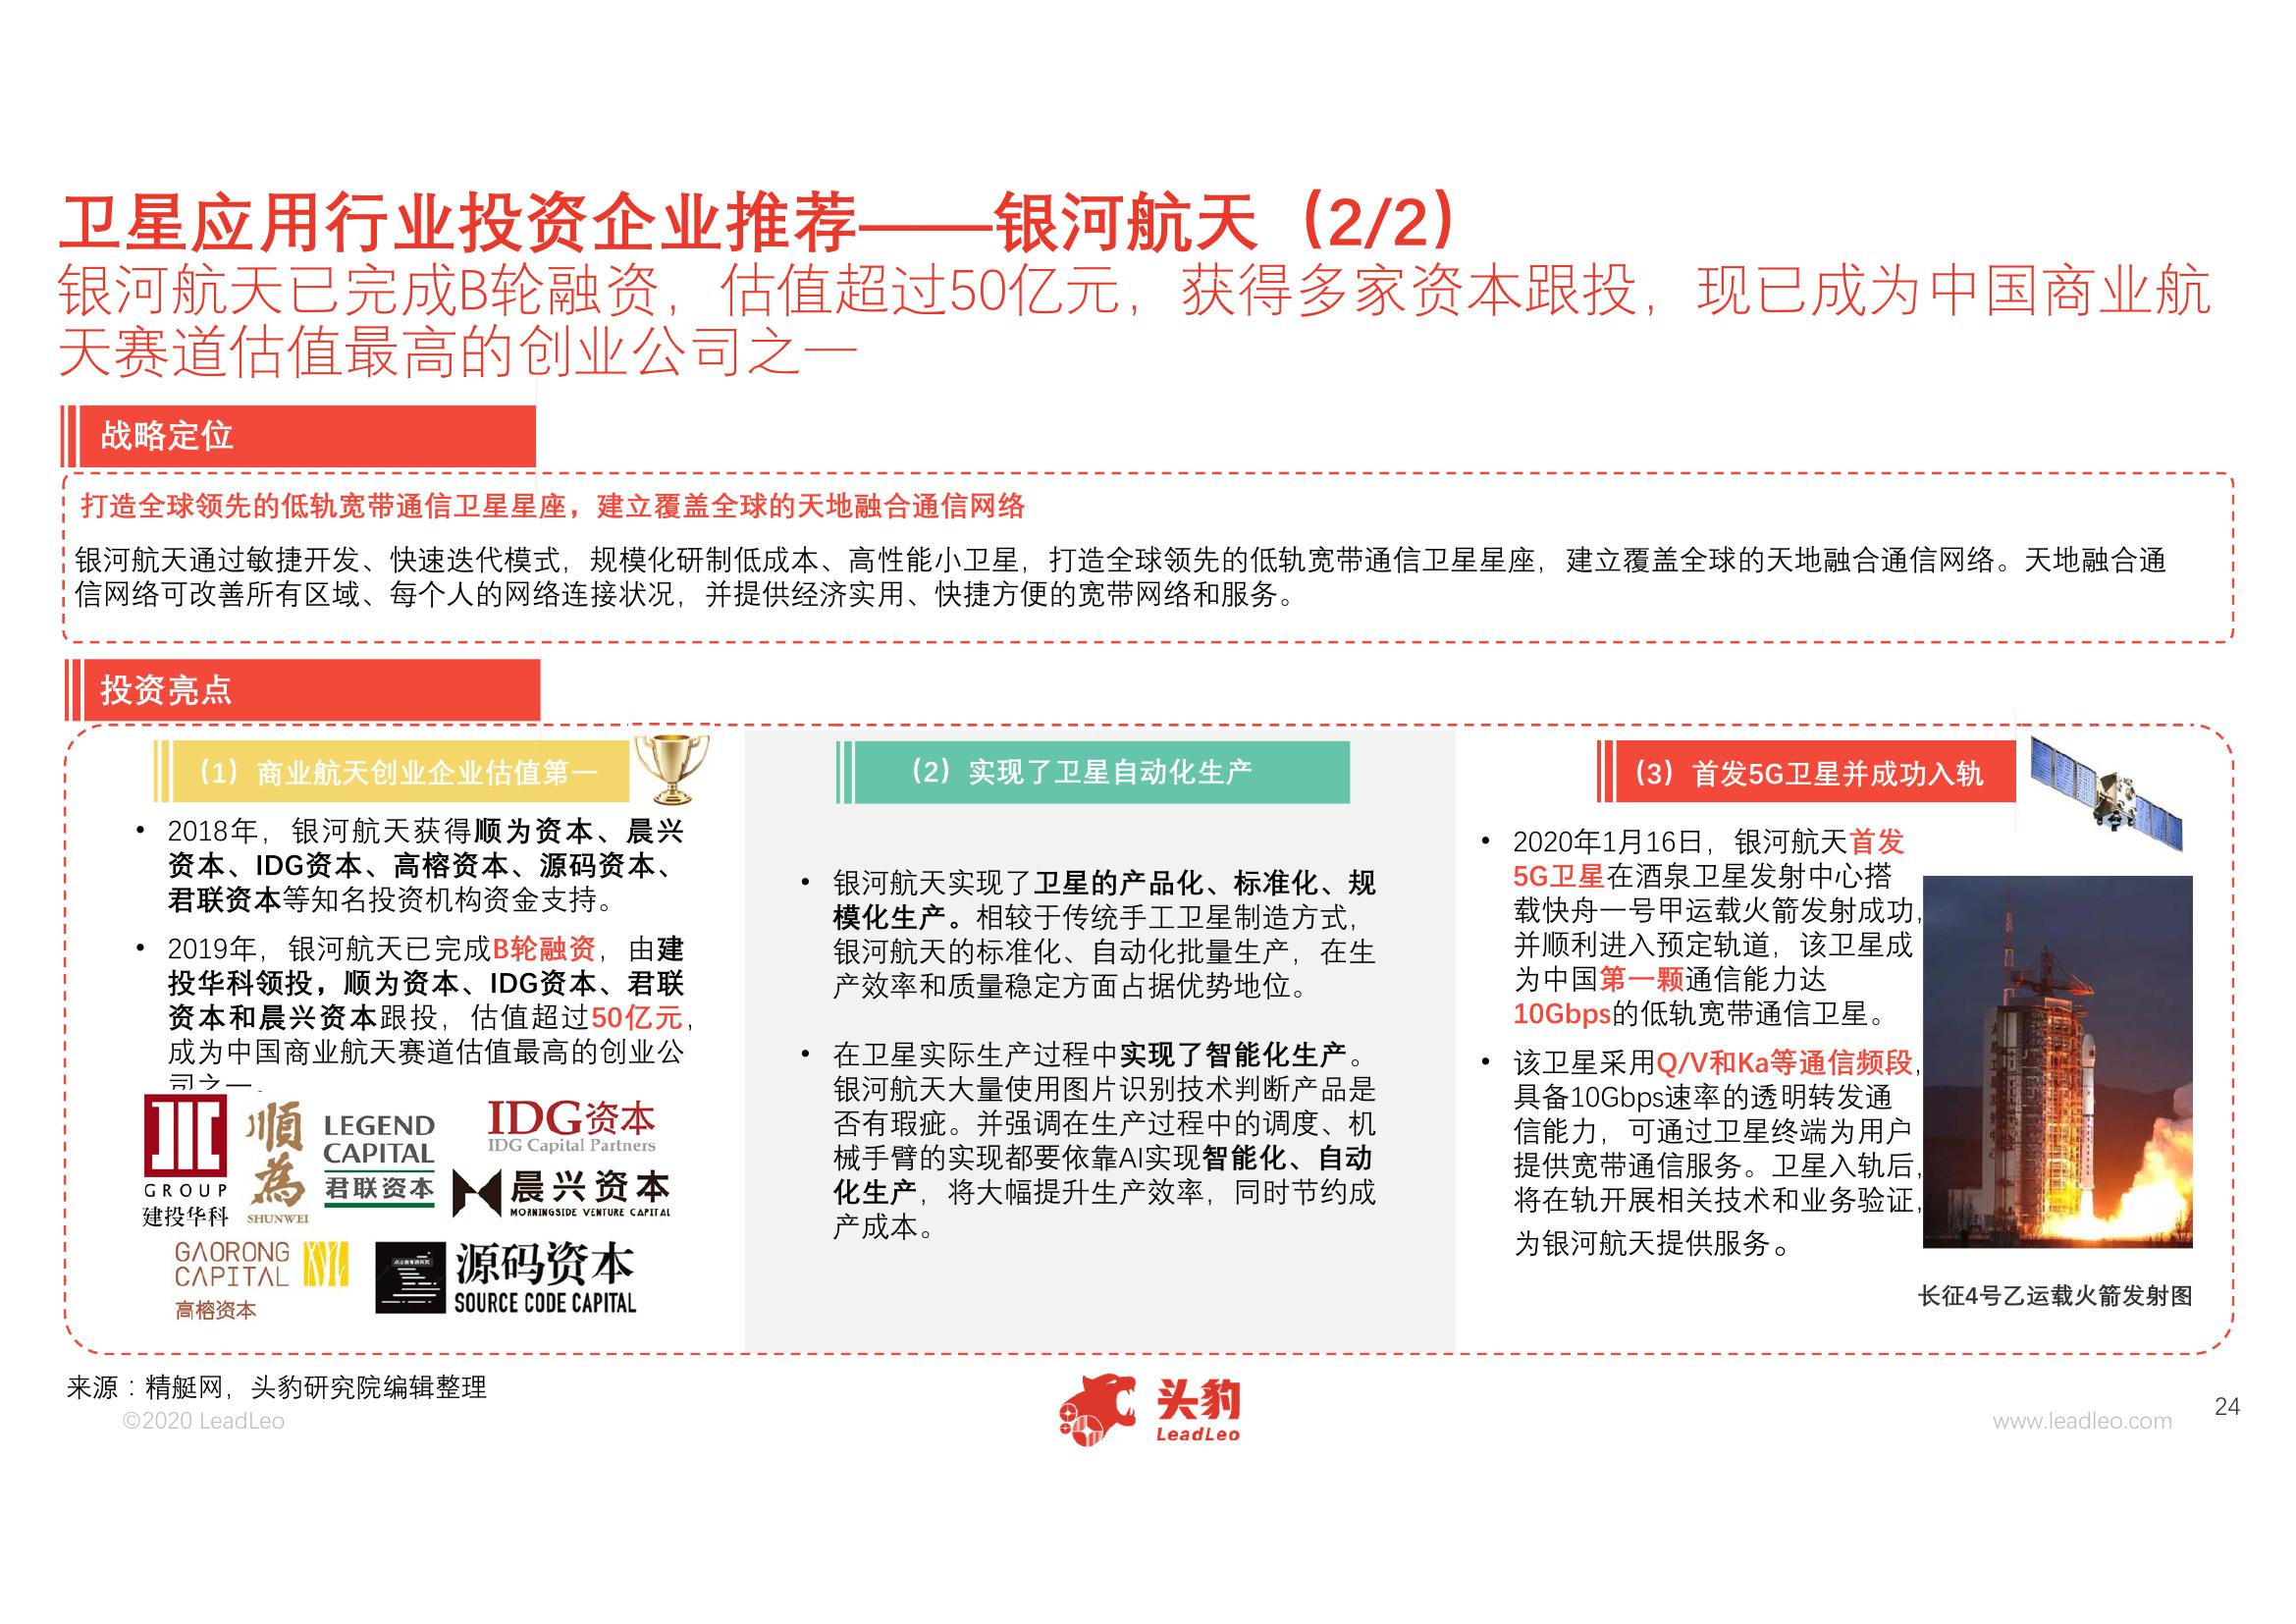 卫星应用行业投资企业推荐——银河航天（2/2）
银河航天已完成B轮融资，估值超过50亿元，获得多家资本跟投，现已成为中国商业航
天赛道估值最高的创业公司之一
战略定位
打造全球领先的低轨宽带通信卫星星座，建立覆盖全球的天地融合通信网络
银河航天通过敏捷开发、快速迭代模式，规模化研制低成本、高性能小卫星，打造全球领先的低轨宽带通信卫星星座，建立覆盖全球的天地融合通信网络。天地融合通
信网络可改善所有区域、每个人的网络连接状况，并提供经济实用、快捷方便的宽带网络和服务。
投资亮点
（1）商业航天创业企业估值第一
• 2018年，银河航天获得顺为资本、晨兴
资本、IDG资本、高榕资本、源码资本、
君联资本等知名投资机构资金支持。
• 2019年，银河航天已完成B轮融资，由建
投华科领投，顺为资本、IDG资本、君联
资本和晨兴资本跟投，估值超过50亿元，
成为中国商业航天赛道估值最高的创业公
司之一。
GROUP
建投华科
順為
SHUNWEI
LEGEND
CAPITAL
君联资本
IDG资本
IDG Capital Partners
晨兴资本
MORNINGSIDE VENTURE CAPITAL
GAORONG
CAPITAL
高榕资本
源码资本
SOURCE CODE CAPITAL
（2）实现了卫星自动化生产
• 银河航天实现了卫星的产品化、标准化、规
模化生产。相较于传统手工卫星制造方式，
银河航天的标准化、自动化批量生产，在生
产效率和质量稳定方面占据优势地位。
• 在卫星实际生产过程中实现了智能化生产。
银河航天大量使用图片识别技术判断产品是
否有瑕疵。并强调在生产过程中的调度、机
械手臂的实现都要依靠AI实现智能化、自动
化生产，将大幅提升生产效率，同时节约成
产成本。
（3）首发5G卫星并成功入轨
• 2020年1月16日，银河航天首发
5G卫星在酒泉卫星发射中心搭
载快舟一号甲运载火箭发射成功，
并顺利进入预定轨道，该卫星成
为中国第一颗通信能力达
10Gbps的低轨宽带通信卫星。
• 该卫星采用Q/V和Ka等通信频段，
具备10Gbps速率的透明转发通
信能力，可通过卫星终端为用户
提供宽带通信服务。卫星入轨后，
将在轨开展相关技术和业务验证，
为银河航天提供服务。
长征4号乙运载火箭发射图
来源：精艇网，头豹研究院编辑整理
©2020 LeadLeo
头豹
LeadLeo
www.leadleo.com
24